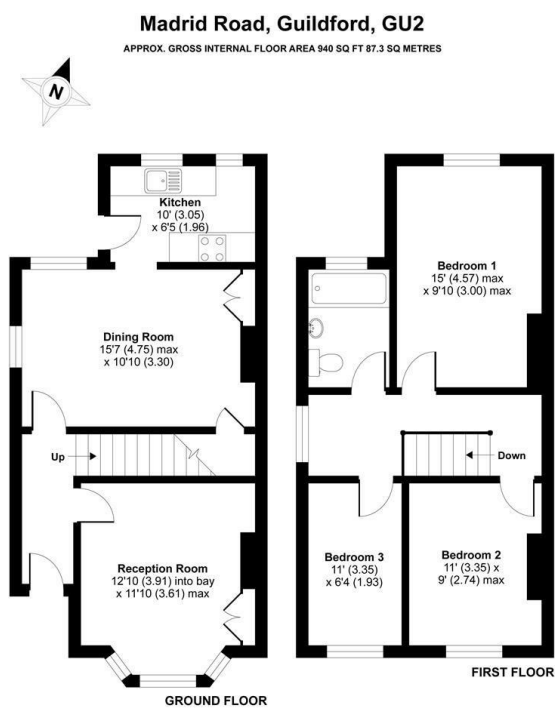 Madrid Road, Guildford, GU2
APPROX. GROSS INTERNAL FLOOR AREA 940 SQ FT 87.3 SQ METRES
N
Kitchen
10' (3.05)
x 6'5 (1.96)
Dining Room
15'7 (4.75) max
x 10'10 (3.30)
Up
Reception Room
12'10 (3.91) into bay
x 11'10 (3.61) max
GROUND FLOOR
Bedroom 1
15' (4.57) max
x 9'10 (3.00) max
Down
Bedroom 3
11' (3.35)
x 6'4 (1.93)
Bedroom 2
11' (3.35) x
9' (2.74) max
FIRST FLOOR